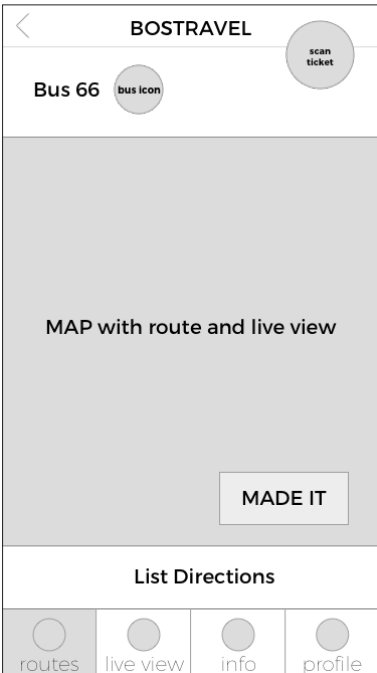 BOSTRAVEL
scan
ticket
Bus 66
bus icon
MAP with route and live view
MADE IT
List Directions
routes
live view
info
profile